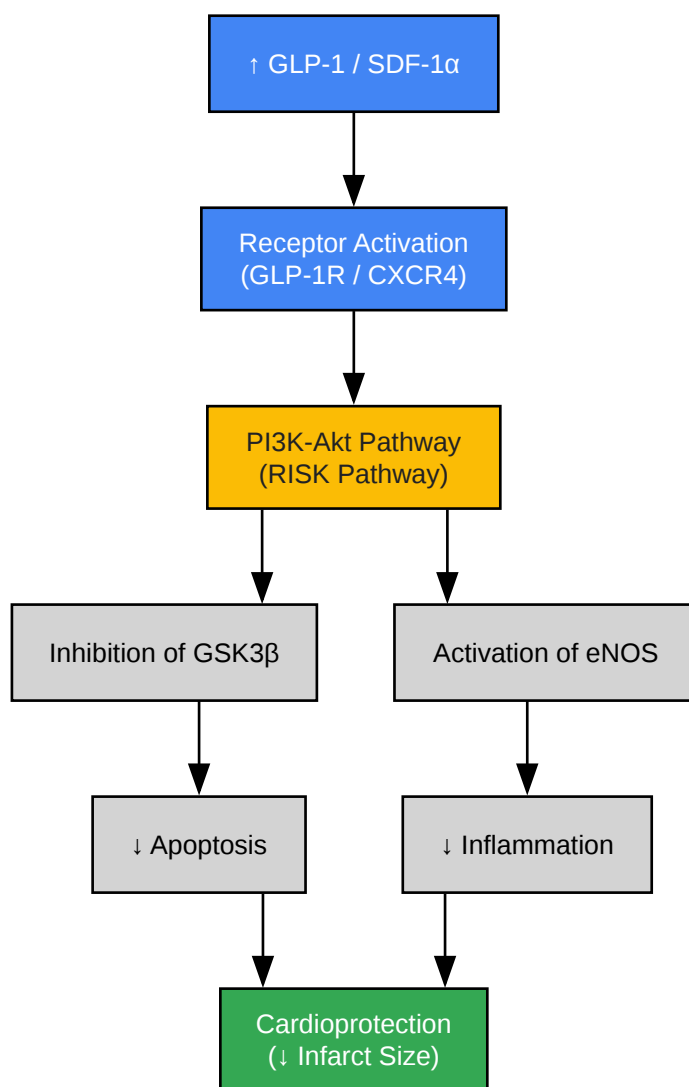 ↑ GLP-1 / SDF-1α
Receptor Activation
(GLP-1R / CXCR4)
PI3K-Akt Pathway
(RISK Pathway)
Inhibition of GSK3β
Activation of eNOS
↓ Apoptosis
↓ Inflammation
Cardioprotection
(↓ Infarct Size)